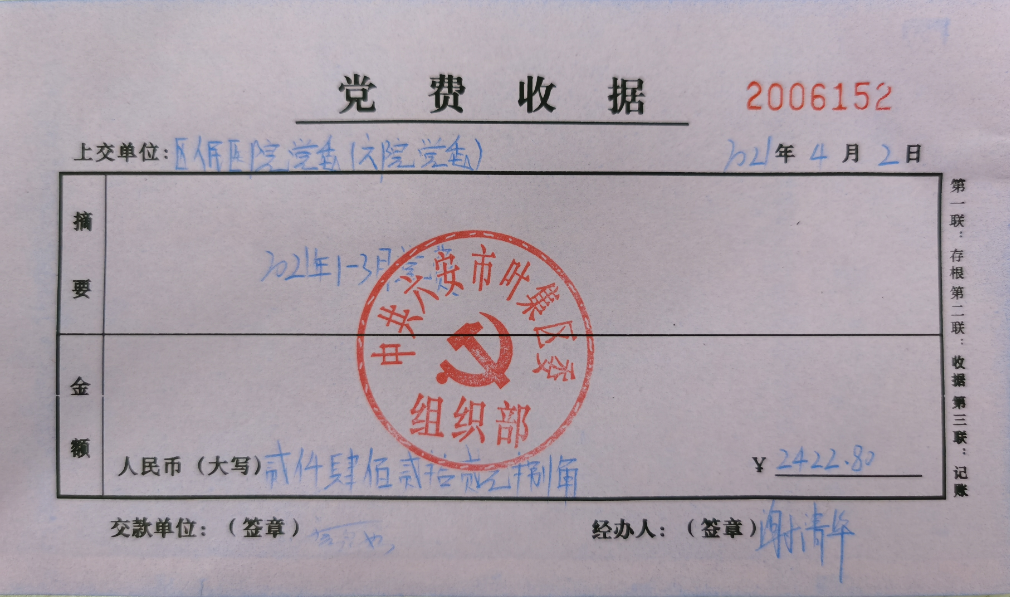 党费收据
2006152
上交单位:区人民医院党委(六院党委)
2021年4月2日
摘要
2021年1-3月党费
中共六安市叶集区委
组织部
金额
人民币(大写)贰仟肆佰贰拾贰元捌角
¥2422.80
交款单位:(签章)
经办人:(签章)谢清华
第一联:存根 第二联:收据 第三联:记账